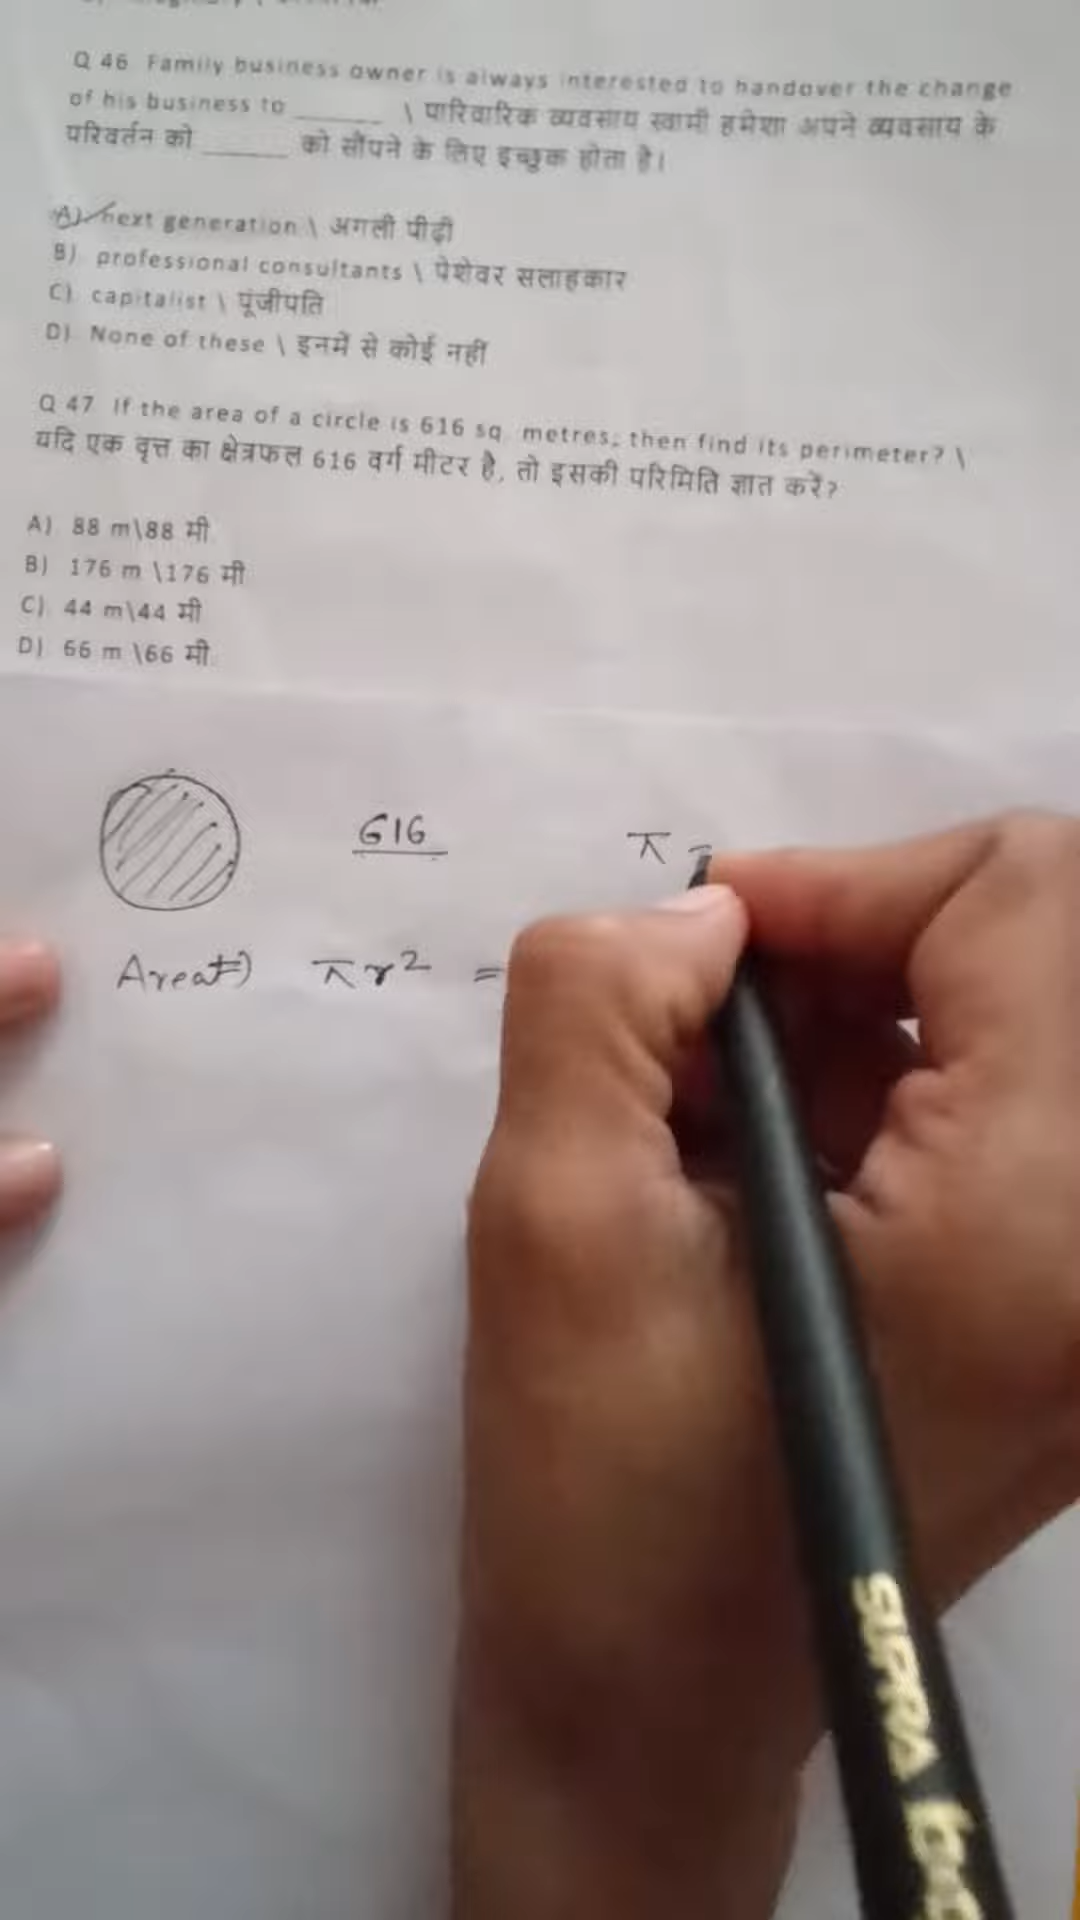 Q 46 Family business owner is always interested to handover the change
of his business to ______ \ पारिवारिक व्यवसाय स्वामी हमेशा अपने व्यवसाय के
परिवर्तन को ______ को सौंपने के लिए इच्छुक होता है।
A) next generation \ अगली पीढ़ी
B) professional consultants \ पेशेवर सलाहकार
C) capitalist \ पूंजीपति
D) None of these \ इनमें से कोई नहीं
Q 47 If the area of a circle is 616 sq. metres, then find its perimeter? \
यदि एक वृत्त का क्षेत्रफल 616 वर्ग मीटर है, तो इसकी परिमिति ज्ञात करें?
A) 88 m\88 मी
B) 176 m \176 मी
C) 44 m\44 मी
D) 66 m \66 मी
616 π
Area⇒ πr² =
SUPRA